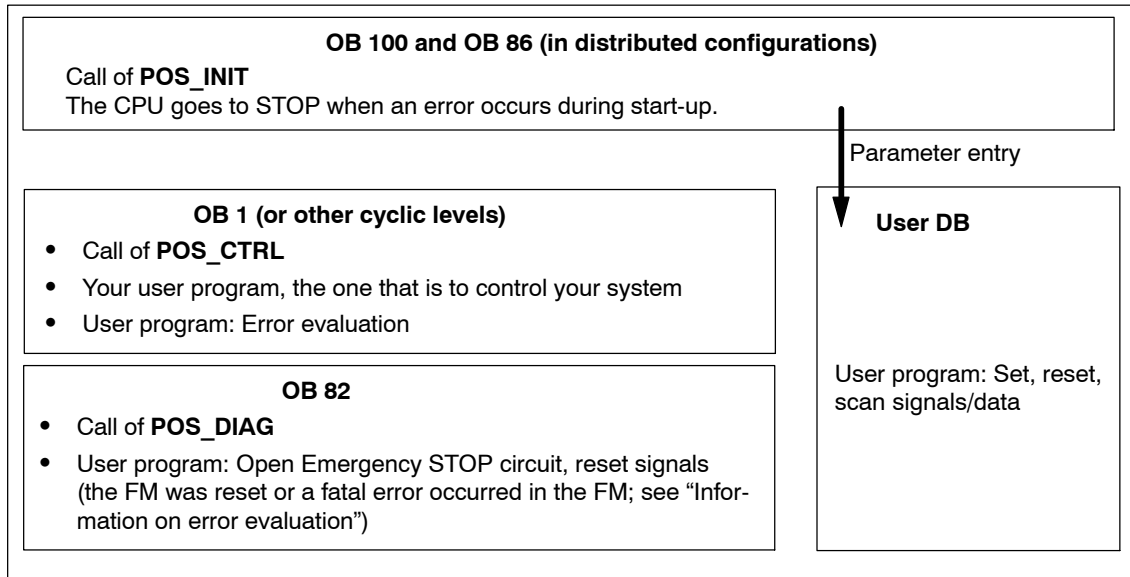 OB 100 and OB 86 (in distributed configurations)
Call of POS_INIT
The CPU goes to STOP when an error occurs during start-up.
Parameter entry
OB 1 (or other cyclic levels)
• Call of POS_CTRL
• Your user program, the one that is to control your system
• User program: Error evaluation
OB 82
• Call of POS_DIAG
• User program: Open Emergency STOP circuit, reset signals
(the FM was reset or a fatal error occurred in the FM; see “Infor-
mation on error evaluation”)
User DB
User program: Set, reset,
scan signals/data